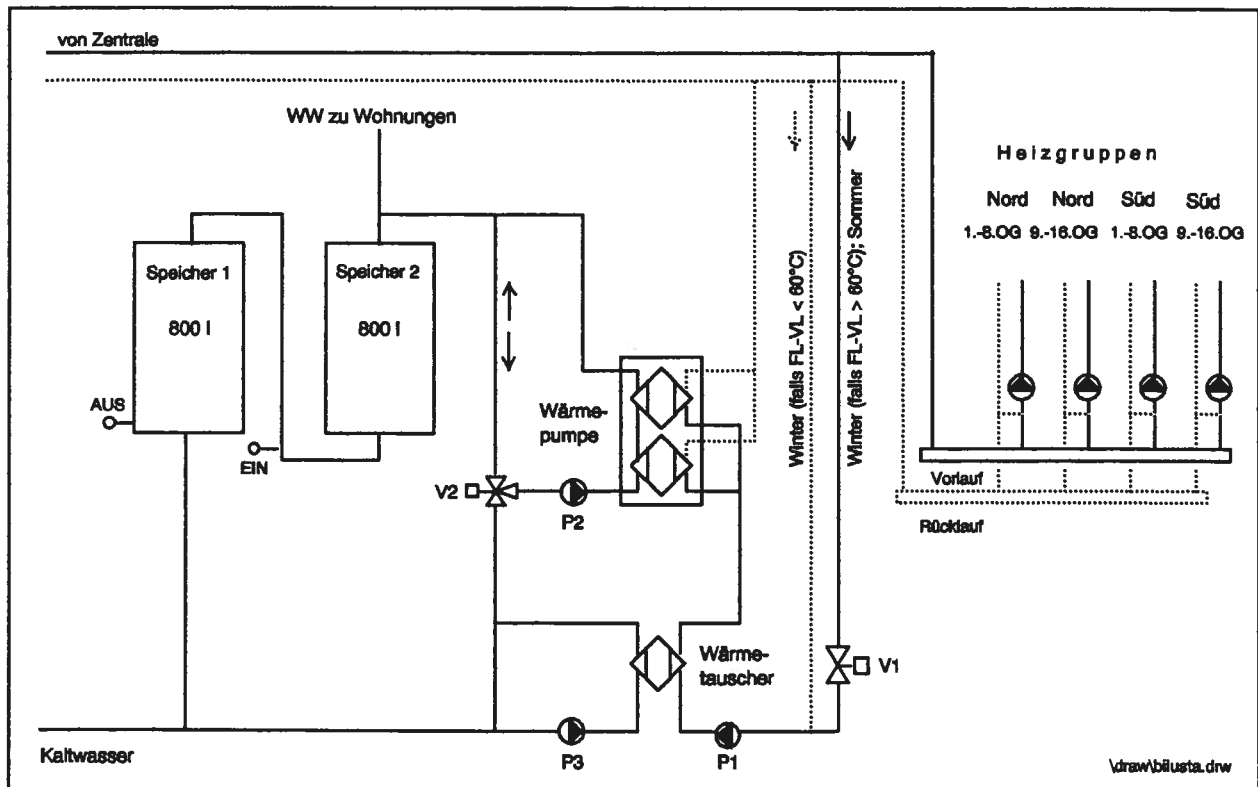 von Zentrale
WW zu Wohnungen
Heizgruppen
Nord Nord Süd Süd
1.-8.OG 9.-16.OG 1.-8.OG 9.-16.OG
Speicher 1
800 l
Speicher 2
800 l
Winter (falls FL-VL < 60°C)
Winter (falls FL-VL > 60°C); Sommer
AUS
EIN
Wärme-
pumpe
V2
P2
Vorlauf
Rücklauf
Wärme-
tauscher
V1
Kaltwasser
P3
P1
\draw\bilusta.drw